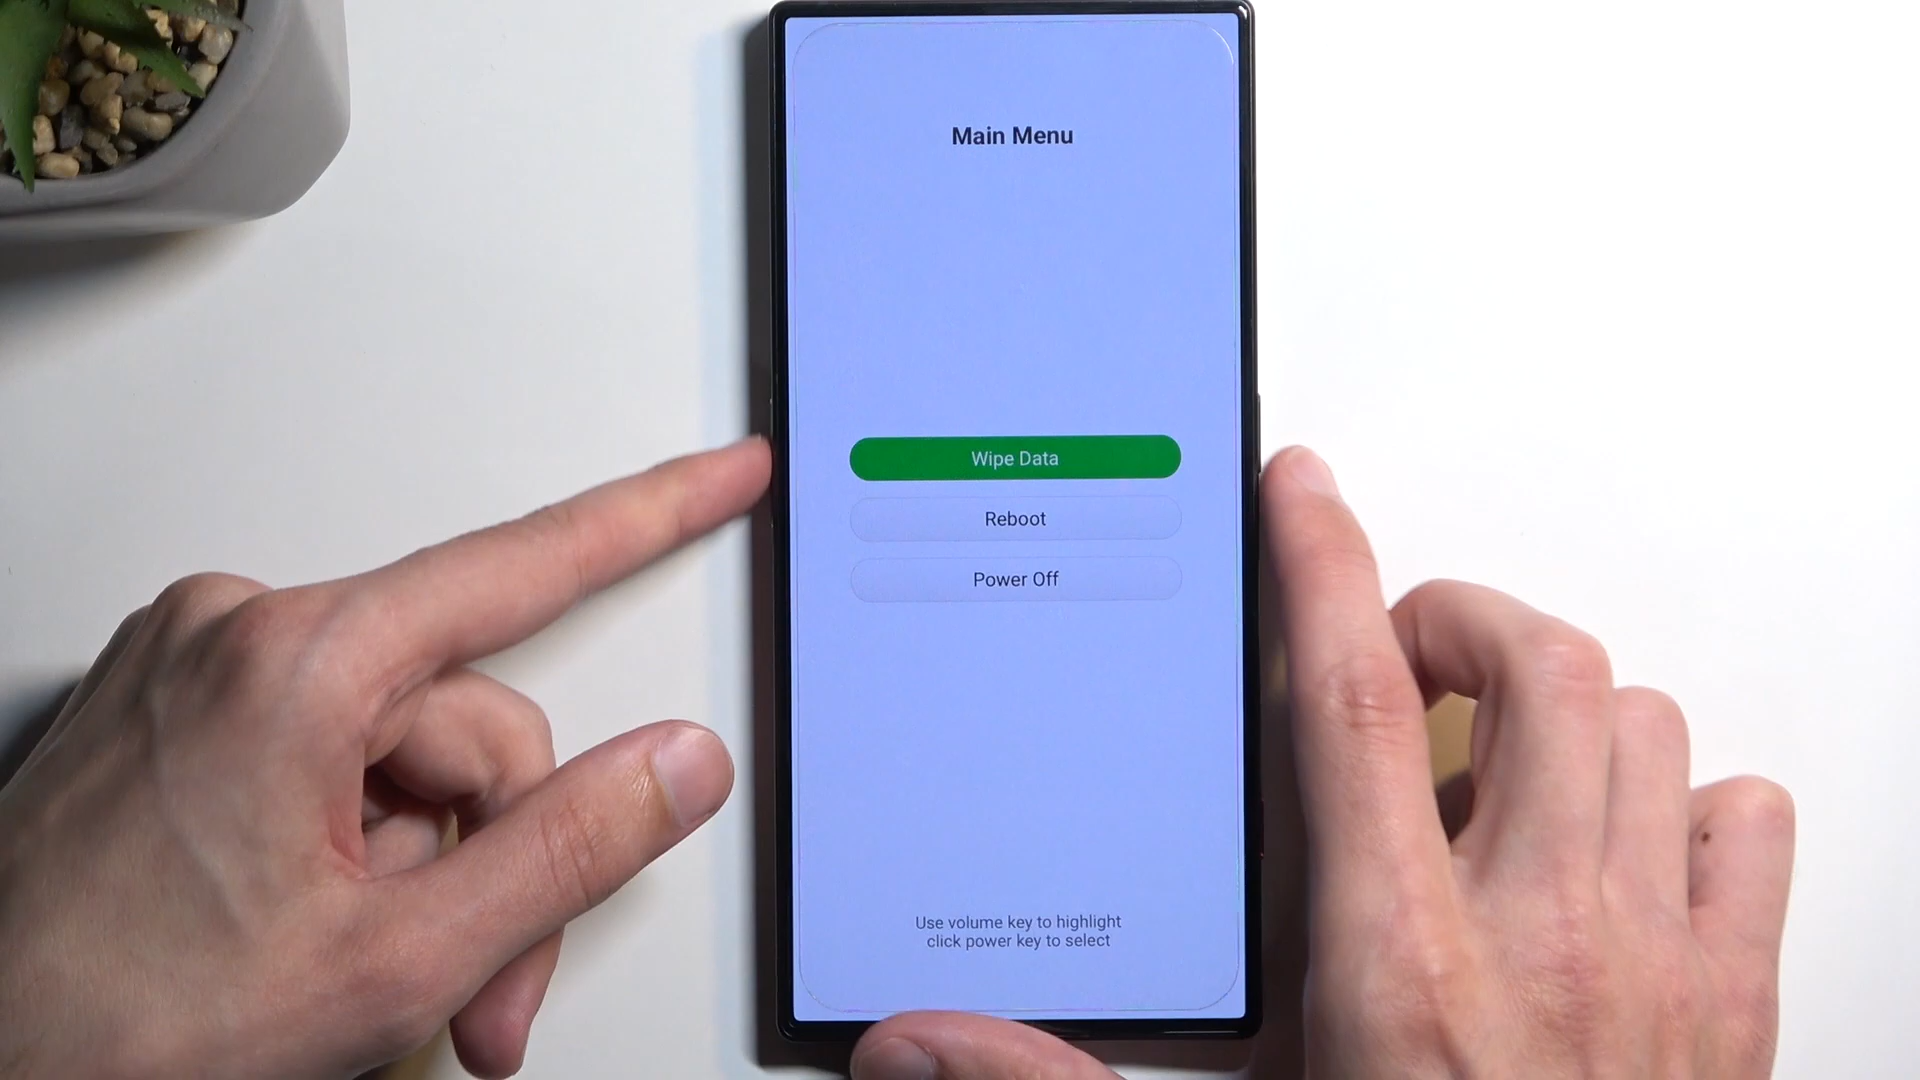 Main Menu
Wipe Data
Reboot
Power Off
Use volume key to highlight
click power key to select